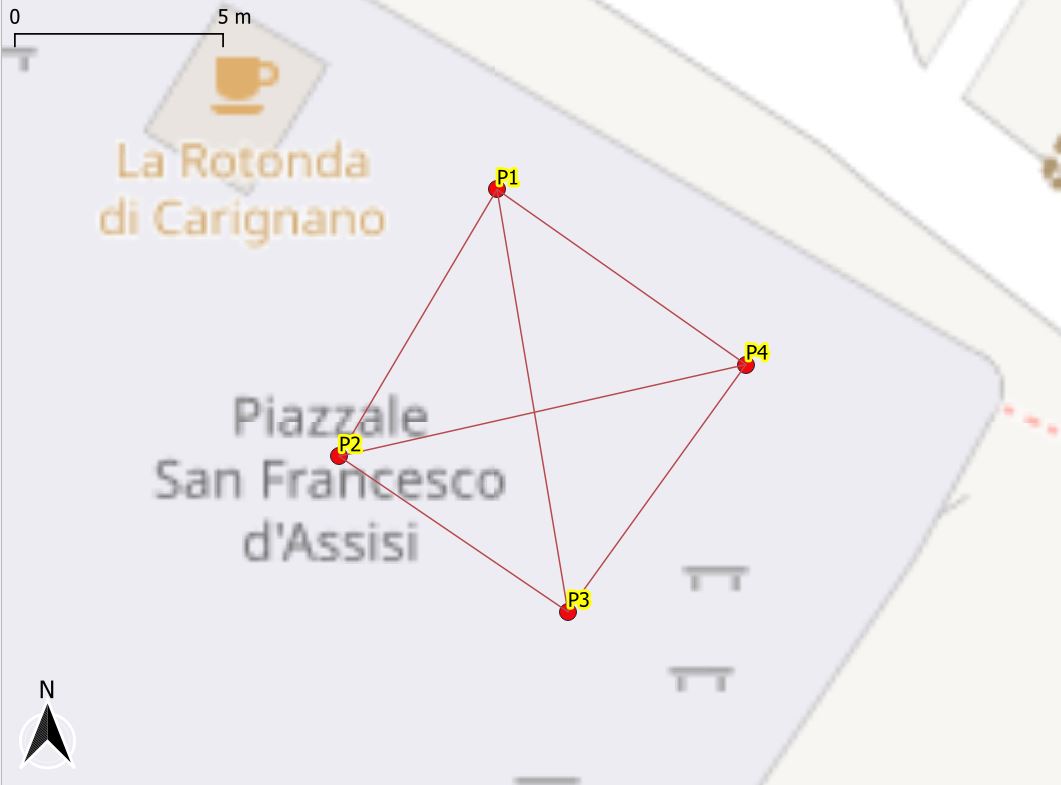 0 5 m
La Rotonda
di Carignano
P1
P4
Piazzale
P2
San Francesco
d'Assisi
P3
N